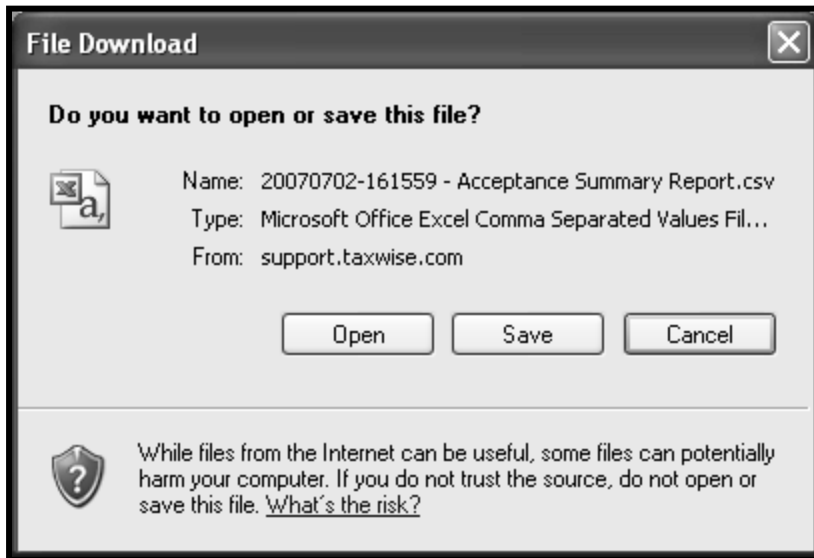 File Download
Do you want to open or save this file?
Name: 20070702-161559 - Acceptance Summary Report.csv
Type: Microsoft Office Excel Comma Separated Values Fil...
From: support.taxwise.com
Open Save Cancel
While files from the Internet can be useful, some files can potentially
harm your computer. If you do not trust the source, do not open or
save this file. What's the risk?